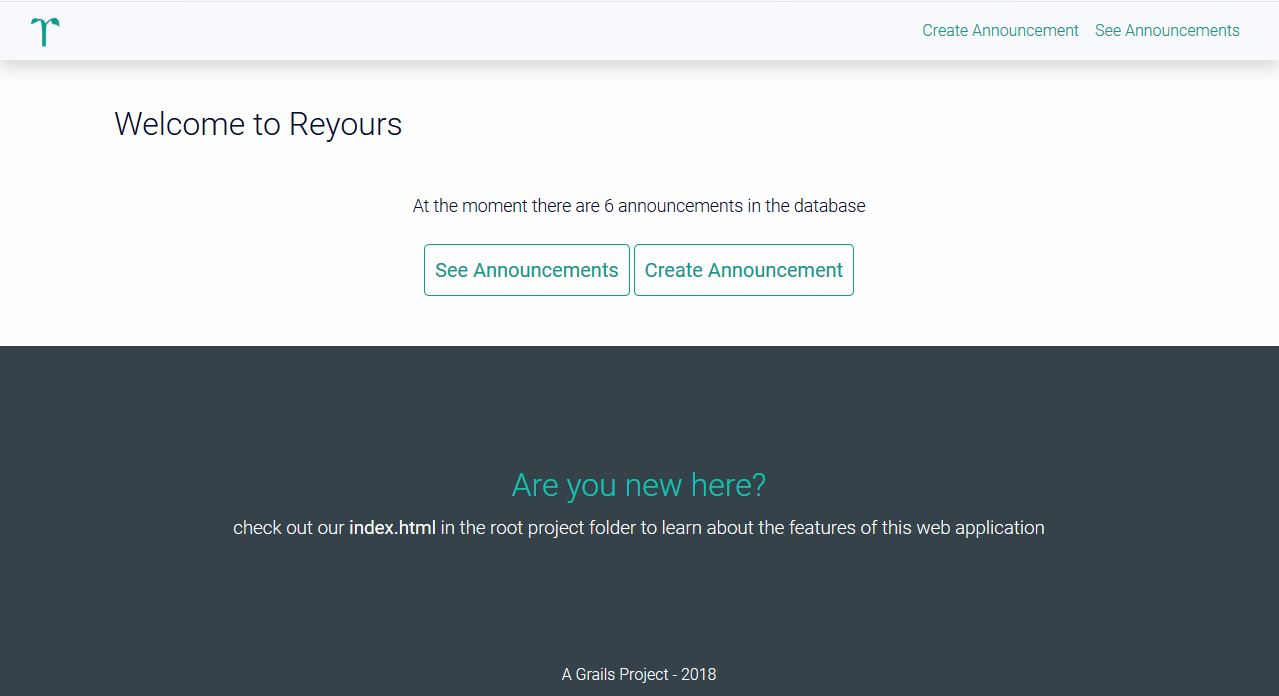 Create Announcement See Announcements
Welcome to Reyours
At the moment there are 6 announcements in the database
See Announcements Create Announcement
Are you new here?
check out our index.html in the root project folder to learn about the features of this web application
A Grails Project - 2018